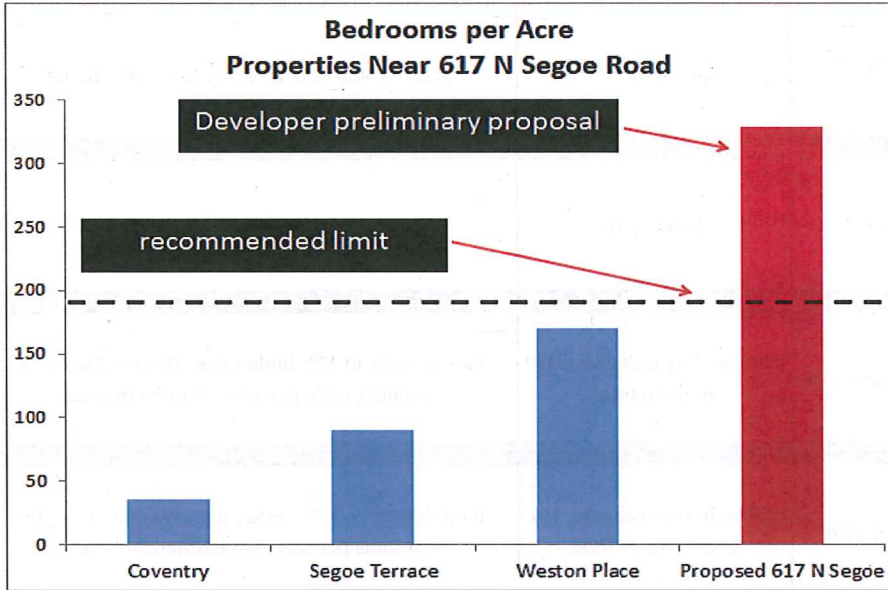 Bedrooms per Acre
Properties Near 617 N Segoe Road
350
300
250
200
150
100
50
0
Developer preliminary proposal
recommended limit
Coventry
Segoe Terrace
Weston Place
Proposed 617 N Segoe